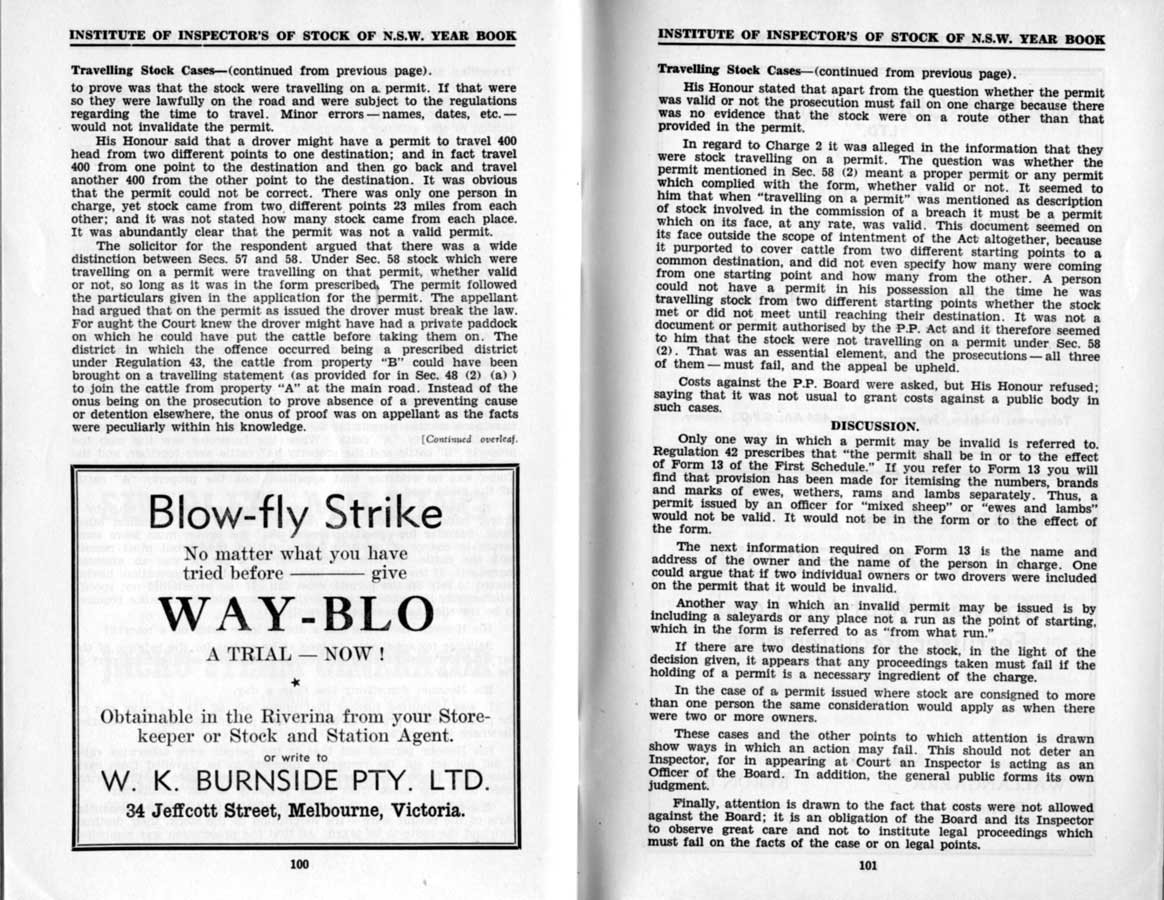 INSTITUTE OF INSPECTOR'S OF STOCK OF N.S.W. YEAR BOOK
Travelling Stock Cases—(continued from previous page).
to prove was that the stock were travelling on a permit. If that were
so they were lawfully on the road and were subject to the regulations
regarding the time to travel. Minor errors — names, dates, etc. —
would not invalidate the permit.
His Honour said that a drover might have a permit to travel 400
head from two different points to one destination; and in fact travel
400 from one point to the destination and then go back and travel
another 400 from the other point to the destination. It was obvious
that the permit could not be correct. There was only one person in
charge, yet stock came from two different points 23 miles from each
other; and it was not stated how many stock came from each place.
It was abundantly clear that the permit was not a valid permit.
The solicitor for the respondent argued that there was a wide
distinction between Secs. 57 and 58. Under Sec. 58 stock which were
travelling on a permit were travelling on that permit, whether valid
or not, so long as it was in the form prescribed. The permit followed
the particulars given in the application for the permit. The appellant
had argued that on the permit as issued the drover must break the law.
For aught the Court knew the drover might have had a private paddock
on which he could have put the cattle before taking them on. The
district in which the offence occurred being a prescribed district
under Regulation 43, the cattle from property "B" could have been
brought on a travelling statement (as provided for in Sec. 48 (2) (a) )
to join the cattle from property "A" at the main road. Instead of the
onus being on the prosecution to prove absence of a preventing cause
or detention elsewhere, the onus of proof was on appellant as the facts
were peculiarly within his knowledge.
[Continued overleaf.
Blow-fly Strike
No matter what you have
tried before ——— give
WAY-BLO
A TRIAL — NOW !
★
Obtainable in the Riverina from your Store-
keeper or Stock and Station Agent.
or write to
W. K. BURNSIDE PTY. LTD.
34 Jeffcott Street, Melbourne, Victoria.
100
INSTITUTE OF INSPECTOR'S OF STOCK OF N.S.W. YEAR BOOK
Travelling Stock Cases—(continued from previous page).
His Honour stated that apart from the question whether the permit
was valid or not the prosecution must fail on one charge because there
was no evidence that the stock were on a route other than that
provided in the permit.
In regard to Charge 2 it was alleged in the information that they
were stock travelling on a permit. The question was whether the
permit mentioned in Sec. 58 (2) meant a proper permit or any permit
which complied with the form, whether valid or not. It seemed to
him that when "travelling on a permit" was mentioned as description
of stock involved in the commission of a breach it must be a permit
which on its face, at any rate, was valid. This document seemed on
its face outside the scope of intentment of the Act altogether, because
it purported to cover cattle from two different starting points to a
common destination, and did not even specify how many were coming
from one starting point and how many from the other. A person
could not have a permit in his possession all the time he was
travelling stock from two different starting points whether the stock
met or did not meet until reaching their destination. It was not a
document or permit authorised by the P.P. Act and it therefore seemed
to him that the stock were not travelling on a permit under Sec. 58
(2). That was an essential element, and the prosecutions — all three
of them — must fail, and the appeal be upheld.
Costs against the P.P. Board were asked, but His Honour refused;
saying that it was not usual to grant costs against a public body in
such cases.
DISCUSSION.
Only one way in which a permit may be invalid is referred to.
Regulation 42 prescribes that "the permit shall be in or to the effect
of Form 13 of the First Schedule." If you refer to Form 13 you will
find that provision has been made for itemising the numbers, brands
and marks of ewes, wethers, rams and lambs separately. Thus, a
permit issued by an officer for "mixed sheep" or "ewes and lambs"
would not be valid. It would not be in the form or to the effect of
the form.
The next information required on Form 13 is the name and
address of the owner and the name of the person in charge. One
could argue that if two individual owners or two drovers were included
on the permit that it would be invalid.
Another way in which an invalid permit may be issued is by
including a saleyards or any place not a run as the point of starting,
which in the form is referred to as "from what run."
If there are two destinations for the stock, in the light of the
decision given, it appears that any proceedings taken must fail if the
holding of a permit is a necessary ingredient of the charge.
In the case of a permit issued where stock are consigned to more
than one person the same consideration would apply as when there
were two or more owners.
These cases and the other points to which attention is drawn
show ways in which an action may fail. This should not deter an
Inspector, for in appearing at Court an Inspector is acting as an
Officer of the Board. In addition, the general public forms its own
judgment.
Finally, attention is drawn to the fact that costs were not allowed
against the Board; it is an obligation of the Board and its Inspector
to observe great care and not to institute legal proceedings which
must fail on the facts of the case or on legal points.
101